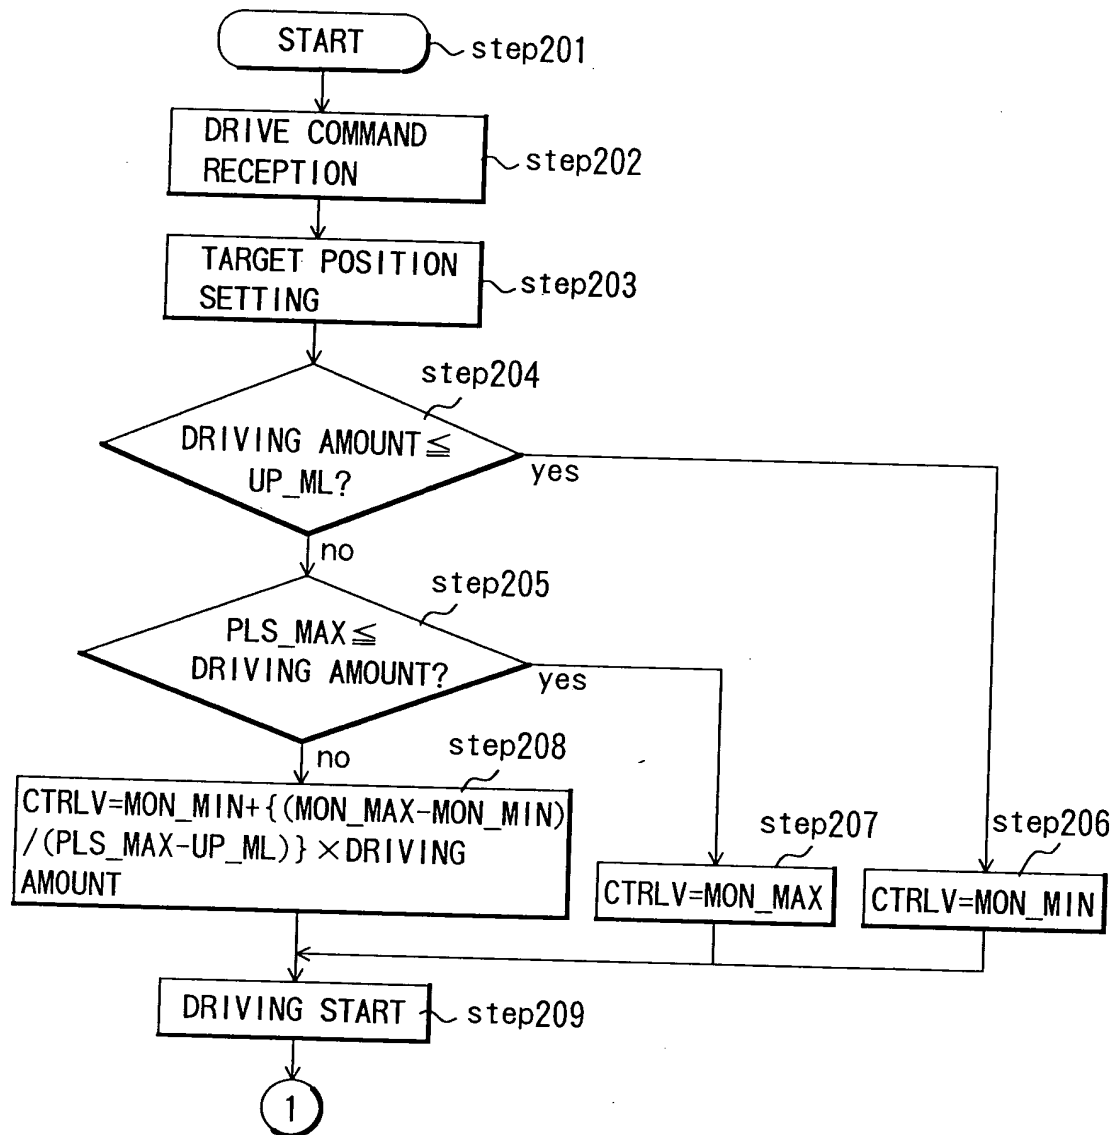 START
step201
DRIVE COMMAND
RECEPTION
step202
TARGET POSITION
SETTING
step203
step204
DRIVING AMOUNT≦
UP_ML?
yes
no
step205
PLS_MAX≦
DRIVING AMOUNT?
yes
no
step208
CTRLV=MON_MIN+{(MON_MAX-MON_MIN)
/(PLS_MAX-UP_ML)}×DRIVING
AMOUNT
step207
CTRLV=MON_MAX
step206
CTRLV=MON_MIN
DRIVING START
step209
1